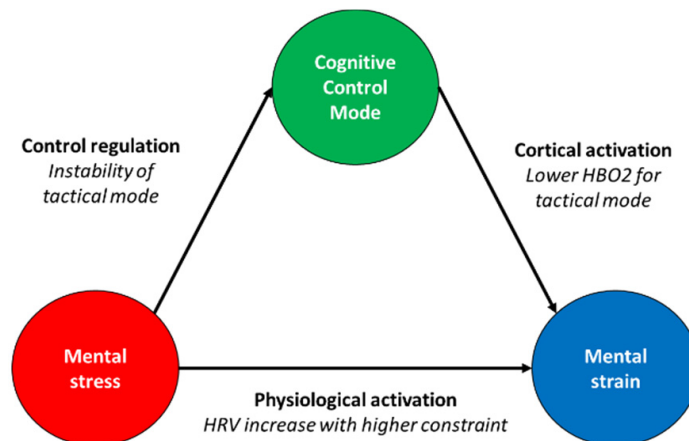 Cognitive
Control
Mode
Control regulation
Instability of
tactical mode
Cortical activation
Lower HBO2 for
tactical mode
Mental
stress
Mental
strain
Physiological activation
HRV increase with higher constraint